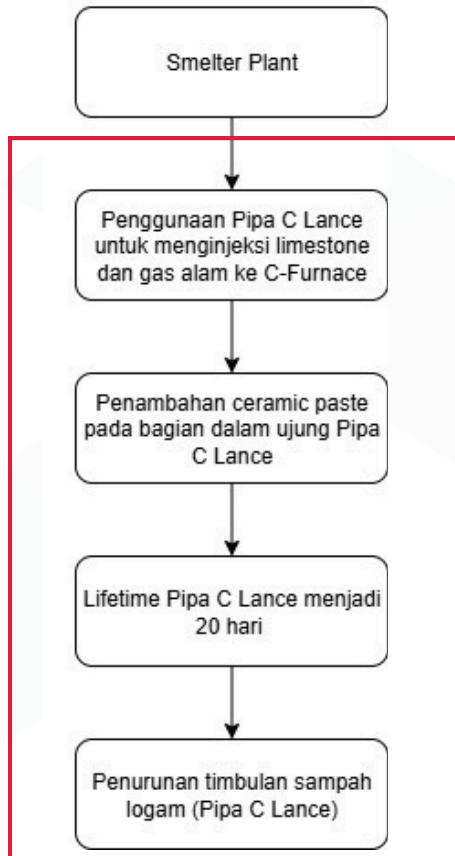 Smelter Plant
Penggunaan Pipa C Lance
untuk menginjeksi limestone
dan gas alam ke C-Furnace
Penambahan ceramic paste
pada bagian dalam ujung Pipa
C Lance
Lifetime Pipa C Lance menjadi
20 hari
Penurunan timbulan sampah
logam (Pipa C Lance)